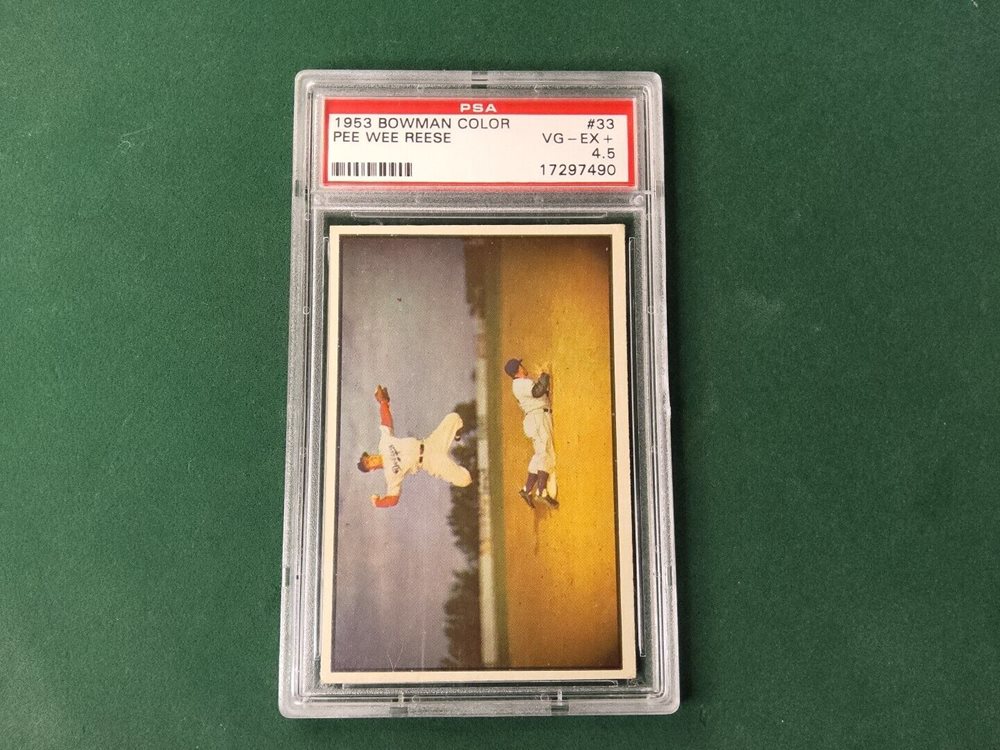 PSA
1953 BOWMAN COLOR #33
PEE WEE REESE VG-EX+
4.5
17297490